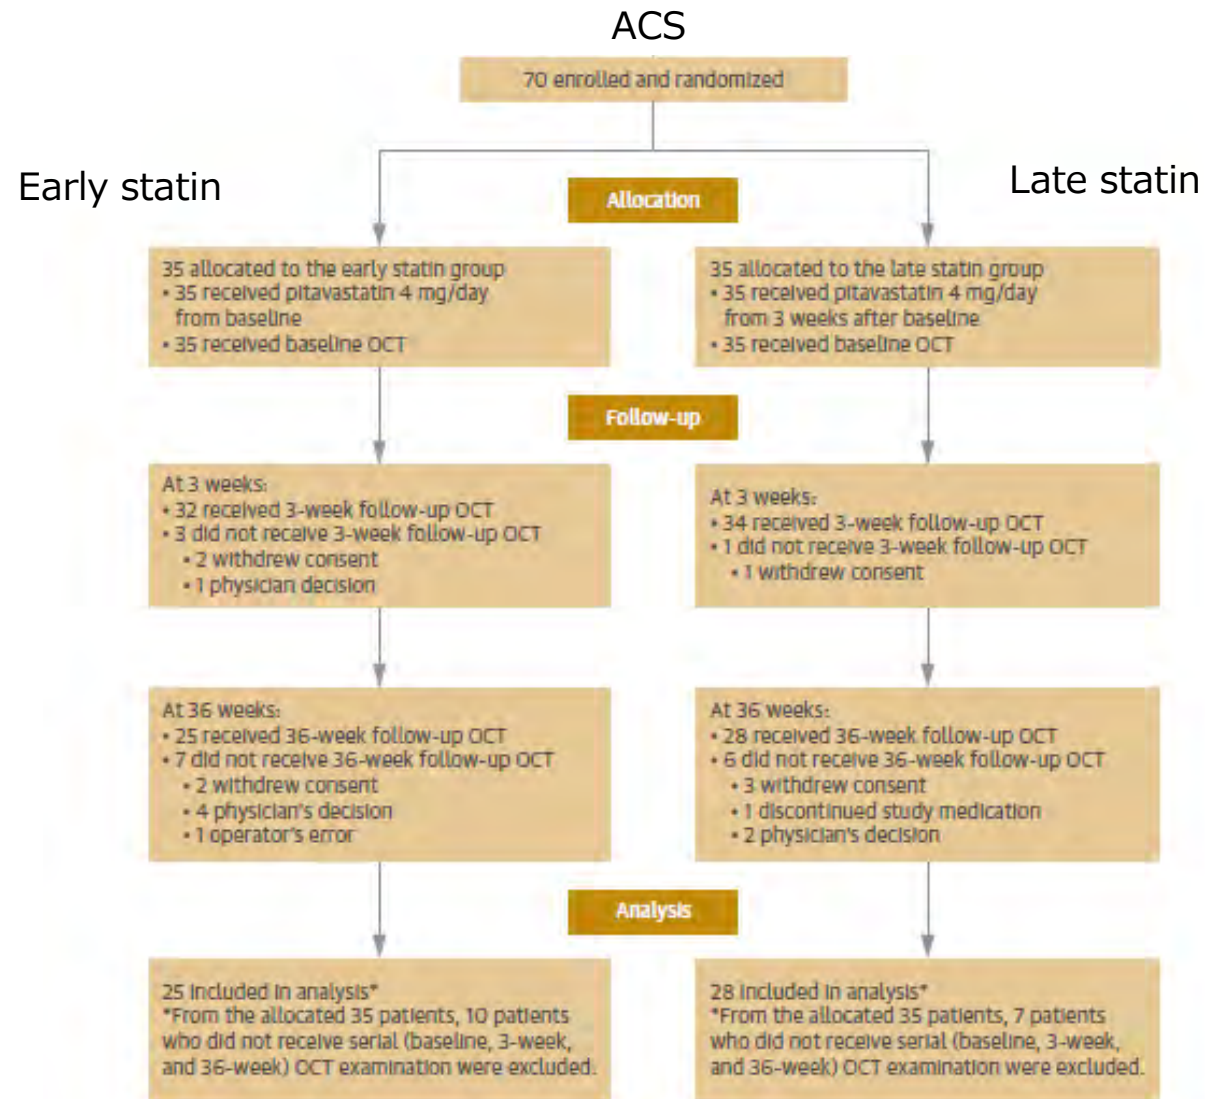 ACS
70 enrolled and randomized
Early statin
Late statin
Allocation
35 allocated to the early statin group
• 35 received pitavastatin 4 mg/day
from baseline
• 35 received baseline OCT
35 allocated to the late statin group
• 35 received pitavastatin 4 mg/day
from 3 weeks after baseline
• 35 received baseline OCT
Follow-up
At 3 weeks:
• 32 received 3-week follow-up OCT
• 3 did not receive 3-week follow-up OCT
• 2 withdrew consent
• 1 physician decision
At 3 weeks:
• 34 received 3-week follow-up OCT
• 1 did not receive 3-week follow-up OCT
• 1 withdrew consent
At 36 weeks:
• 25 received 36-week follow-up OCT
• 7 did not receive 36-week follow-up OCT
• 2 withdrew consent
• 4 physician's decision
• 1 operator's error
At 36 weeks:
• 28 received 36-week follow-up OCT
• 6 did not receive 36-week follow-up OCT
• 3 withdrew consent
• 1 discontinued study medication
• 2 physician's decision
Analysis
25 included in analysis*
*From the allocated 35 patients, 10 patients
who did not receive serial (baseline, 3-week,
and 36-week) OCT examination were excluded.
28 included in analysis*
*From the allocated 35 patients, 7 patients
who did not receive serial (baseline, 3-week,
and 36-week) OCT examination were excluded.